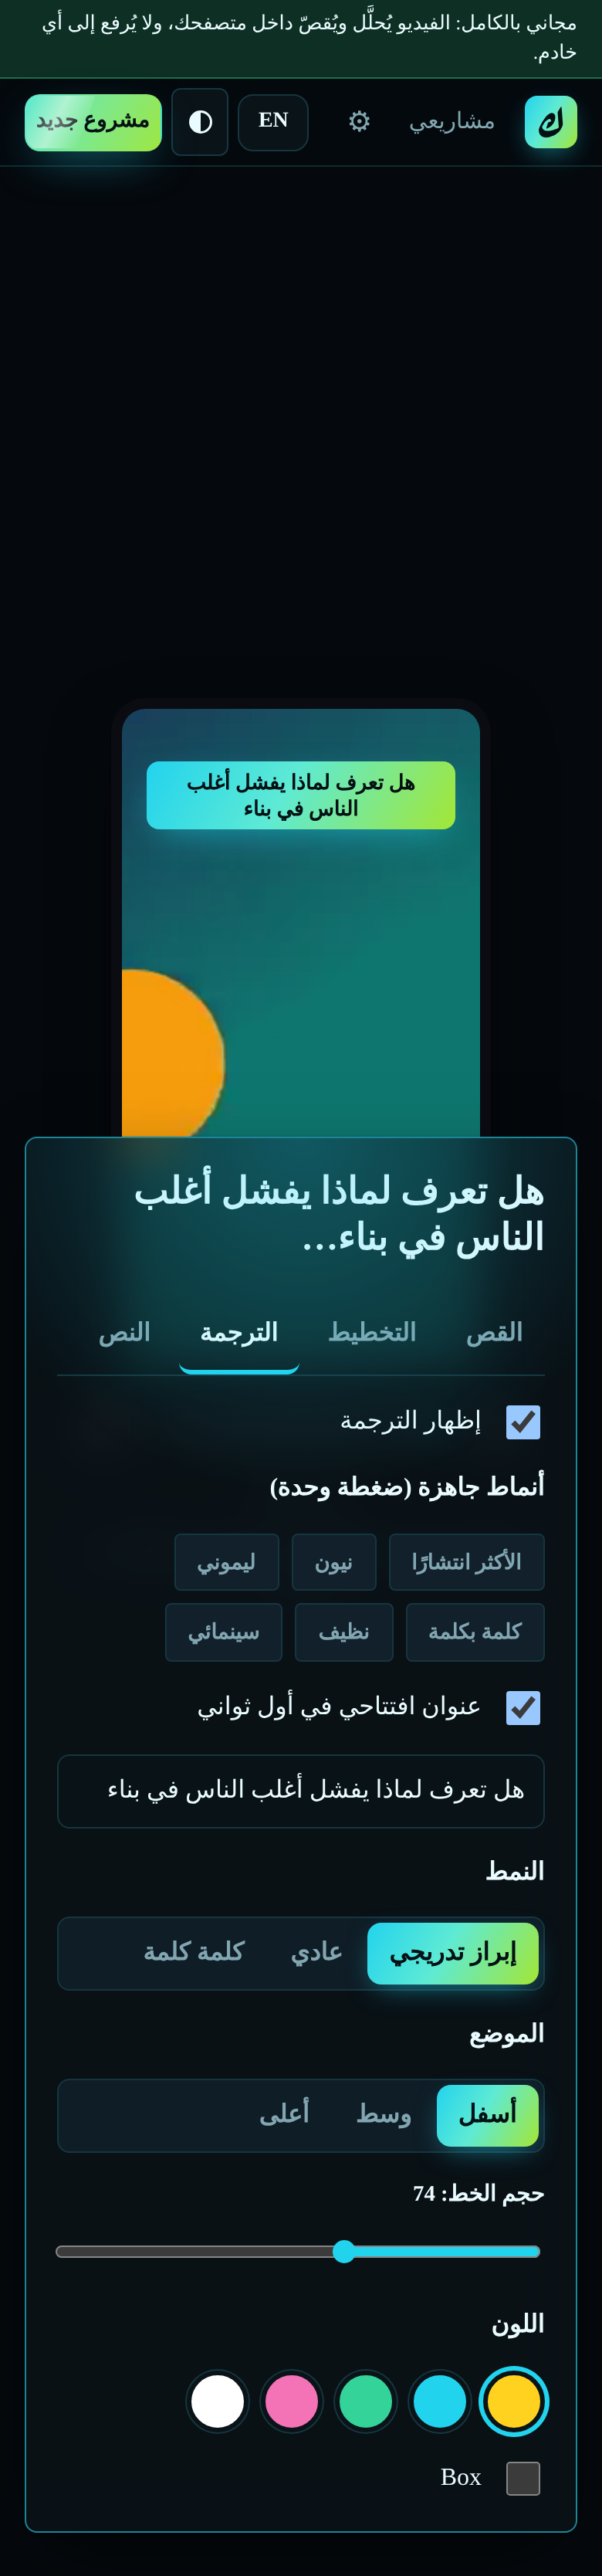 مجاني بالكامل: الفيديو يُحلَّل ويُقصّ داخل متصفحك، ولا يُرفع إلى أي
خادم.
ك
مشاريعي
EN
مشروع جديد
هل تعرف لماذا يفشل أغلب
الناس في بناء
هل تعرف لماذا يفشل أغلب
الناس في بناء…
القص
التخطيط
الترجمة
النص
إظهار الترجمة
أنماط جاهزة (ضغطة وحدة)
الأكثر انتشارًا
نيون
ليموني
كلمة بكلمة
نظيف
سينمائي
عنوان افتتاحي في أول ثواني
هل تعرف لماذا يفشل أغلب الناس في بناء
النمط
إبراز تدريجي
عادي
كلمة كلمة
الموضع
أسفل
وسط
أعلى
حجم الخط: 74
اللون
Box